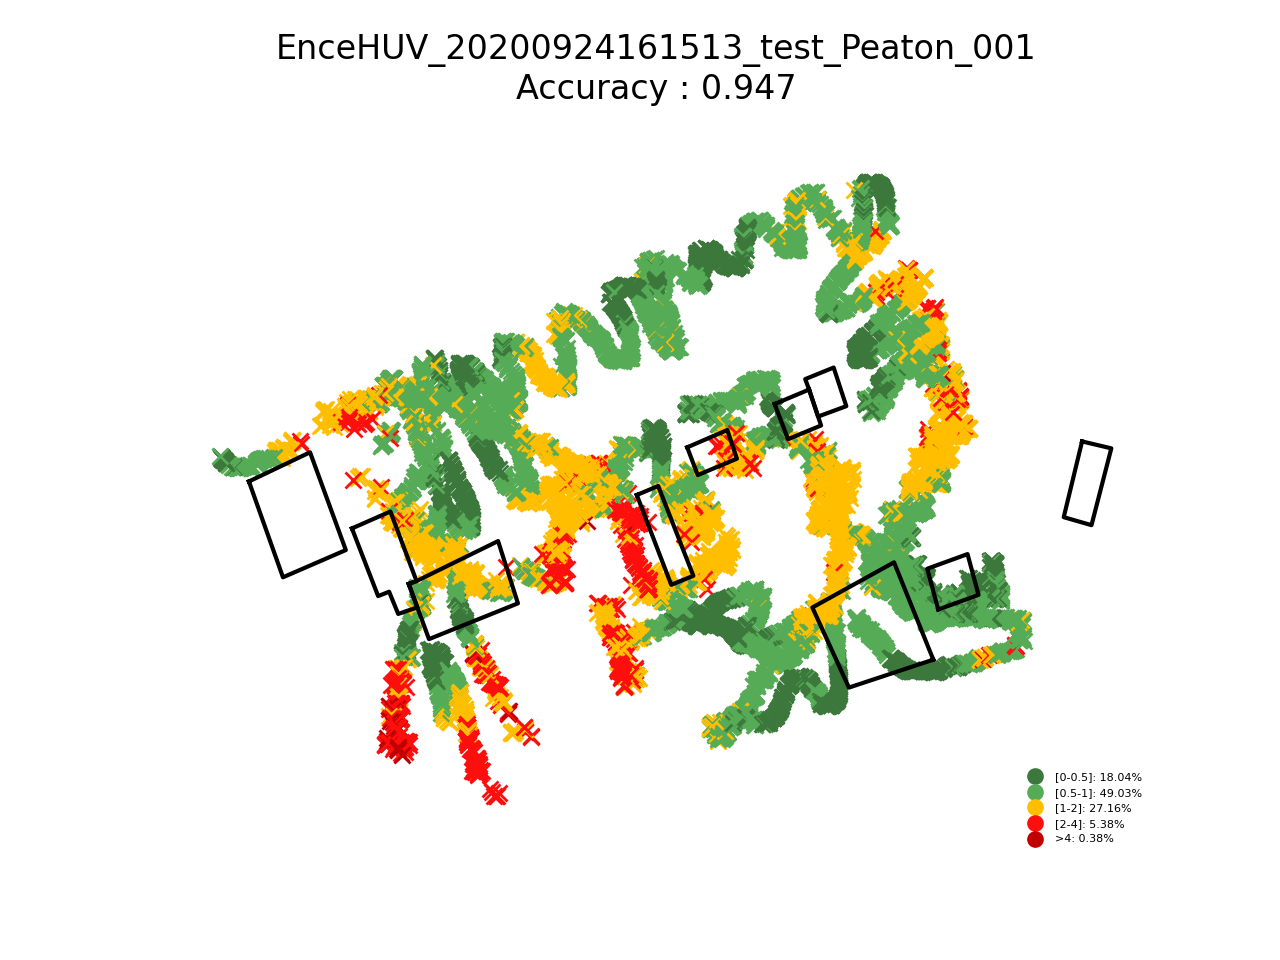 EnceHUV_20200924161513_test_Peaton_001
Accuracy : 0.947
[0-0.5]: 18.04%
[0.5-1]: 49.03%
[1-2]: 27.16%
[2-4]: 5.38%
>4: 0.38%